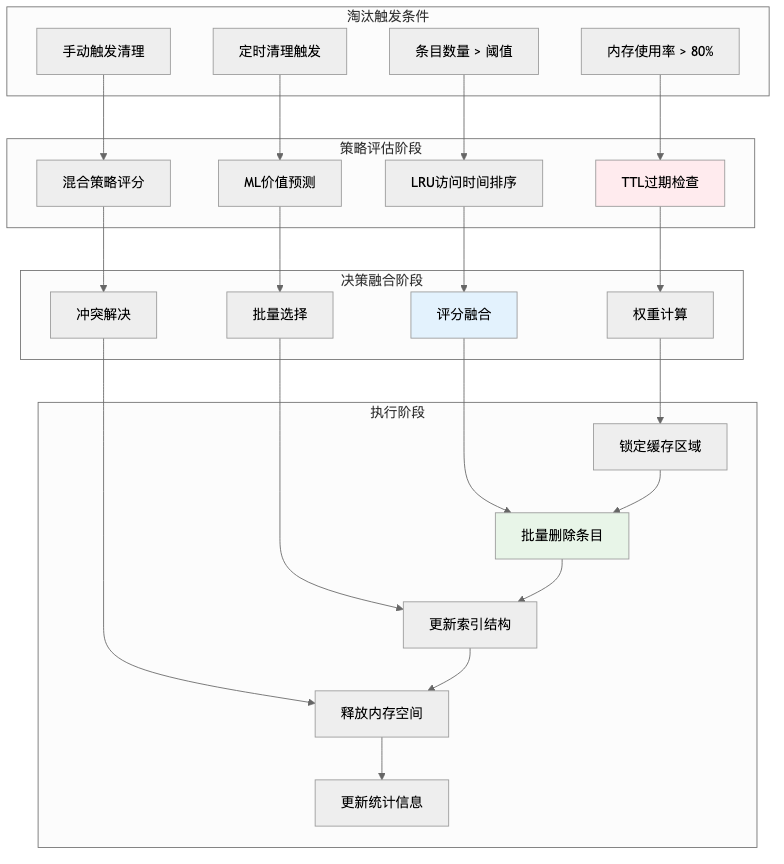 淘汰触发条件
手动触发清理
定时清理触发
条目数量 > 阈值
内存使用率 > 80%
策略评估阶段
混合策略评分
ML价值预测
LRU访问时间排序
TTL过期检查
决策融合阶段
冲突解决
批量选择
评分融合
权重计算
执行阶段
锁定缓存区域
批量删除条目
更新索引结构
释放内存空间
更新统计信息